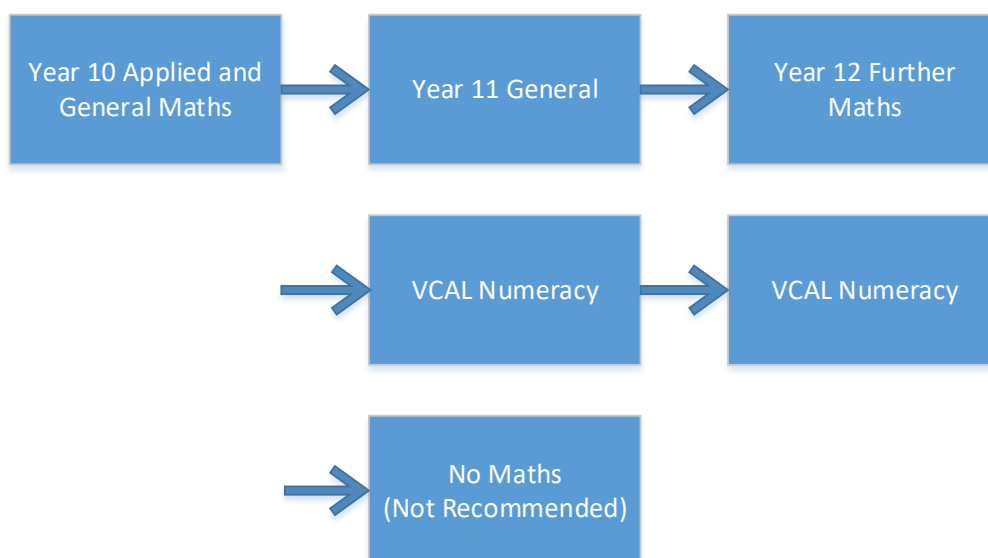 Year 10 Applied and
General Maths
Year 11 General
Year 12 Further
Maths
VCAL Numeracy
VCAL Numeracy
No Maths
(Not Recommended)